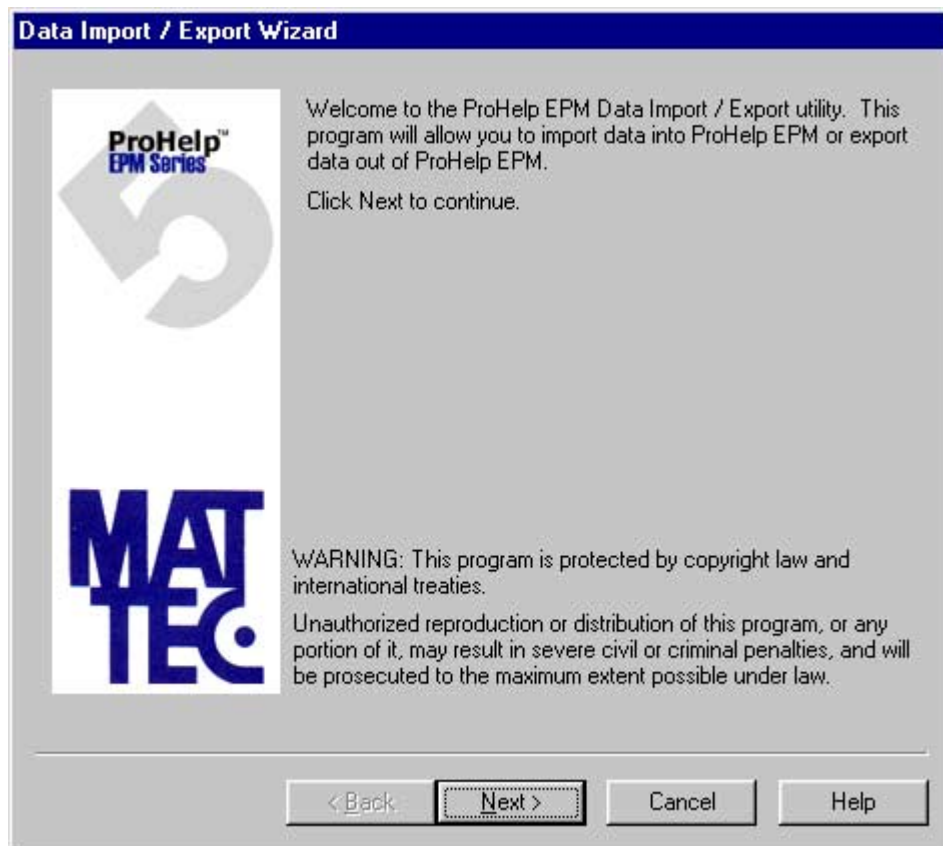 Data Import / Export Wizard
ProHelp™
EPM Series
5
Welcome to the ProHelp EPM Data Import / Export utility. This
program will allow you to import data into ProHelp EPM or export
data out of ProHelp EPM.
Click Next to continue.
MAT
TEC
WARNING: This program is protected by copyright law and
international treaties.
Unauthorized reproduction or distribution of this program, or any
portion of it, may result in severe civil or criminal penalties, and will
be prosecuted to the maximum extent possible under law.
< Back Next > Cancel Help